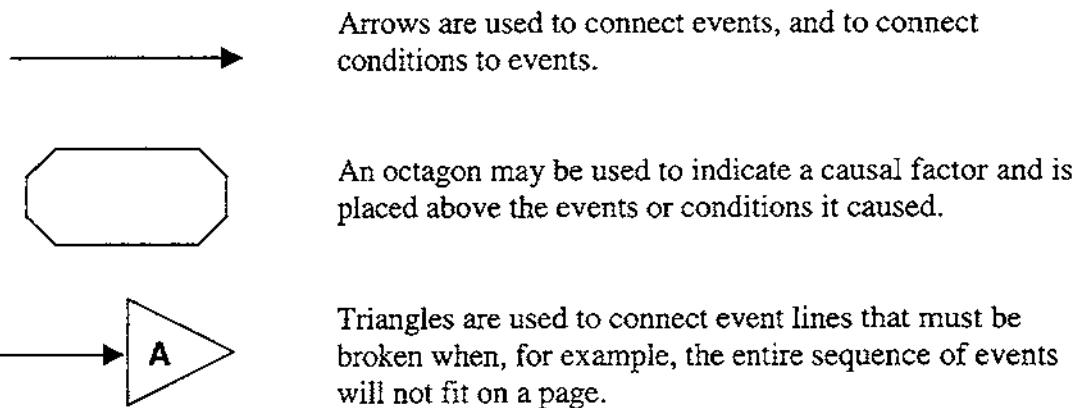 Arrows are used to connect events, and to connect
conditions to events.
An octagon may be used to indicate a causal factor and is
placed above the events or conditions it caused.
A
Triangles are used to connect event lines that must be
broken when, for example, the entire sequence of events
will not fit on a page.